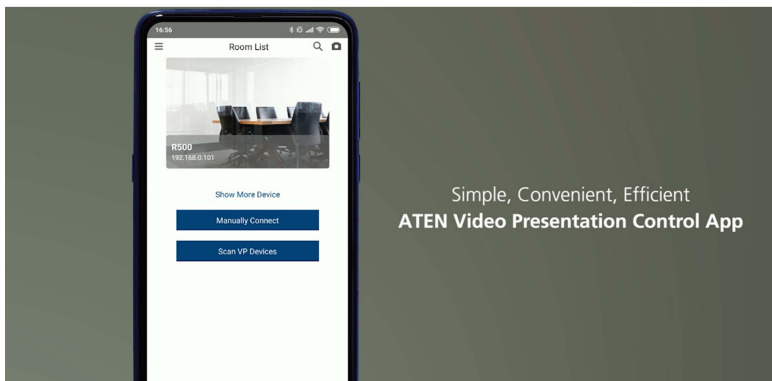 16:56
Room List
R500
192.168.0.101
Show More Device
Manually Connect
Scan VP Devices
Simple, Convenient, Efficient
ATEN Video Presentation Control App